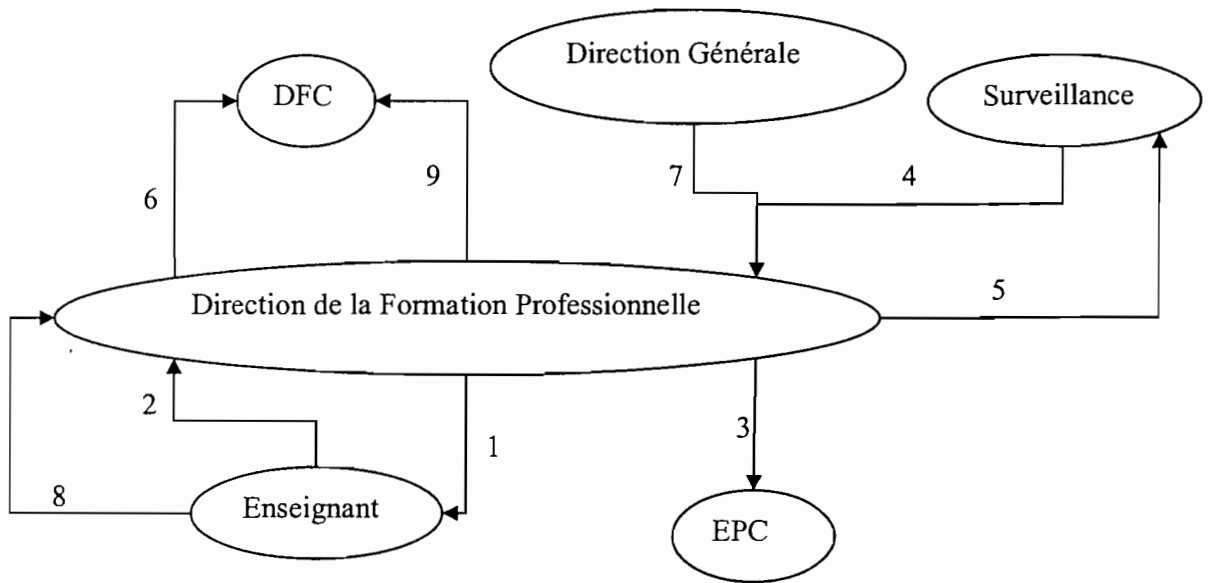 Direction Générale
DFC
Surveillance
7
4
9
6
Direction de la Formation Professionnelle
5
2
3
1
8
Enseignant
EPC